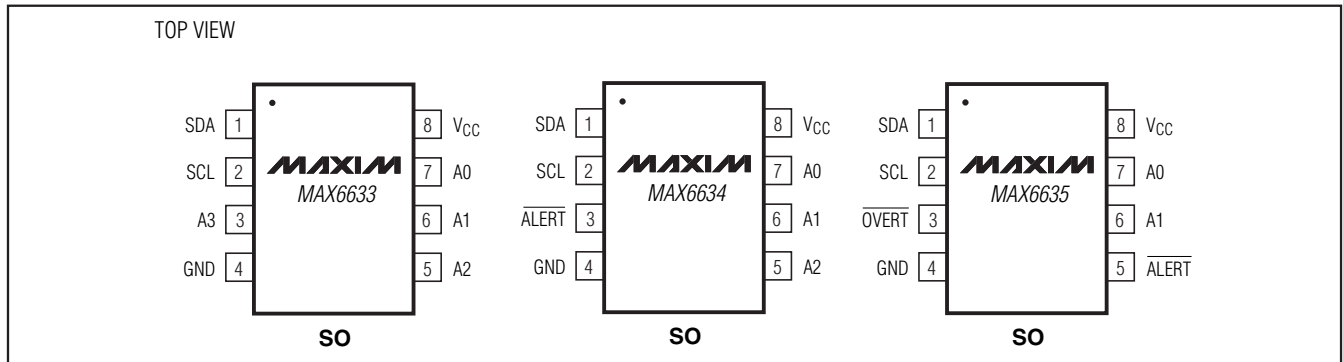 TOP VIEW
SDA 1
SCL 2
A3 3
GND 4
MAXIM
MAX6633
8 VCC
7 A0
6 A1
5 A2
SO
SDA 1
SCL 2
ALERT 3
GND 4
MAXIM
MAX6634
8 VCC
7 A0
6 A1
5 A2
SO
SDA 1
SCL 2
OVERT 3
GND 4
MAXIM
MAX6635
8 VCC
7 A0
6 A1
5 ALERT
SO